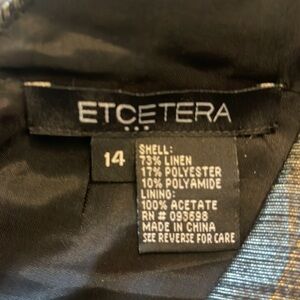 ETCETERA
14
SHELL:
73% LINEN
17% POLYESTER
10% POLYAMIDE
LINING:
100% ACETATE
RN # 093698
MADE IN CHINA
SEE REVERSE FOR CARE